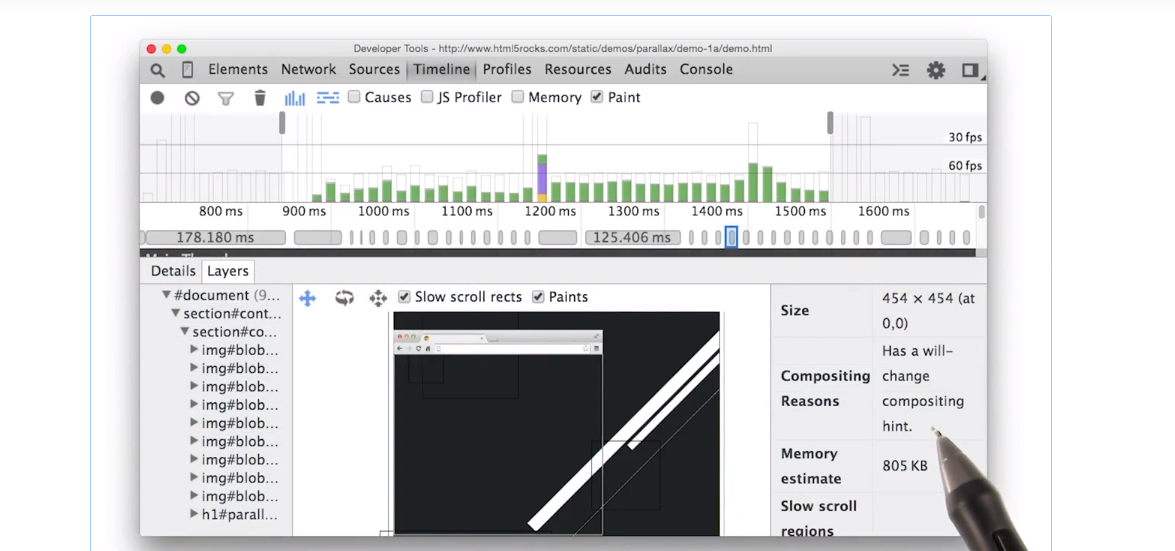 Developer Tools - http://www.html5rocks.com/static/demos/parallax/demo-1a/demo.html
Elements Network Sources Timeline Profiles Resources Audits Console
Causes JS Profiler Memory Paint
30 fps
60 fps
800 ms 900 ms 1000 ms 1100 ms 1200 ms 1300 ms 1400 ms 1500 ms 1600 ms
178.180 ms 125.406 ms
Details Layers
#document (9...
section#cont...
section#co...
img#blob...
img#blob...
img#blob...
img#blob...
img#blob...
img#blob...
img#blob...
img#blob...
img#blob...
h1#parall...
Slow scroll rects Paints
Size
454 × 454 (at
0,0)
Compositing
Reasons
Has a will-
change
compositing
hint.
Memory
estimate
805 KB
Slow scroll
regions